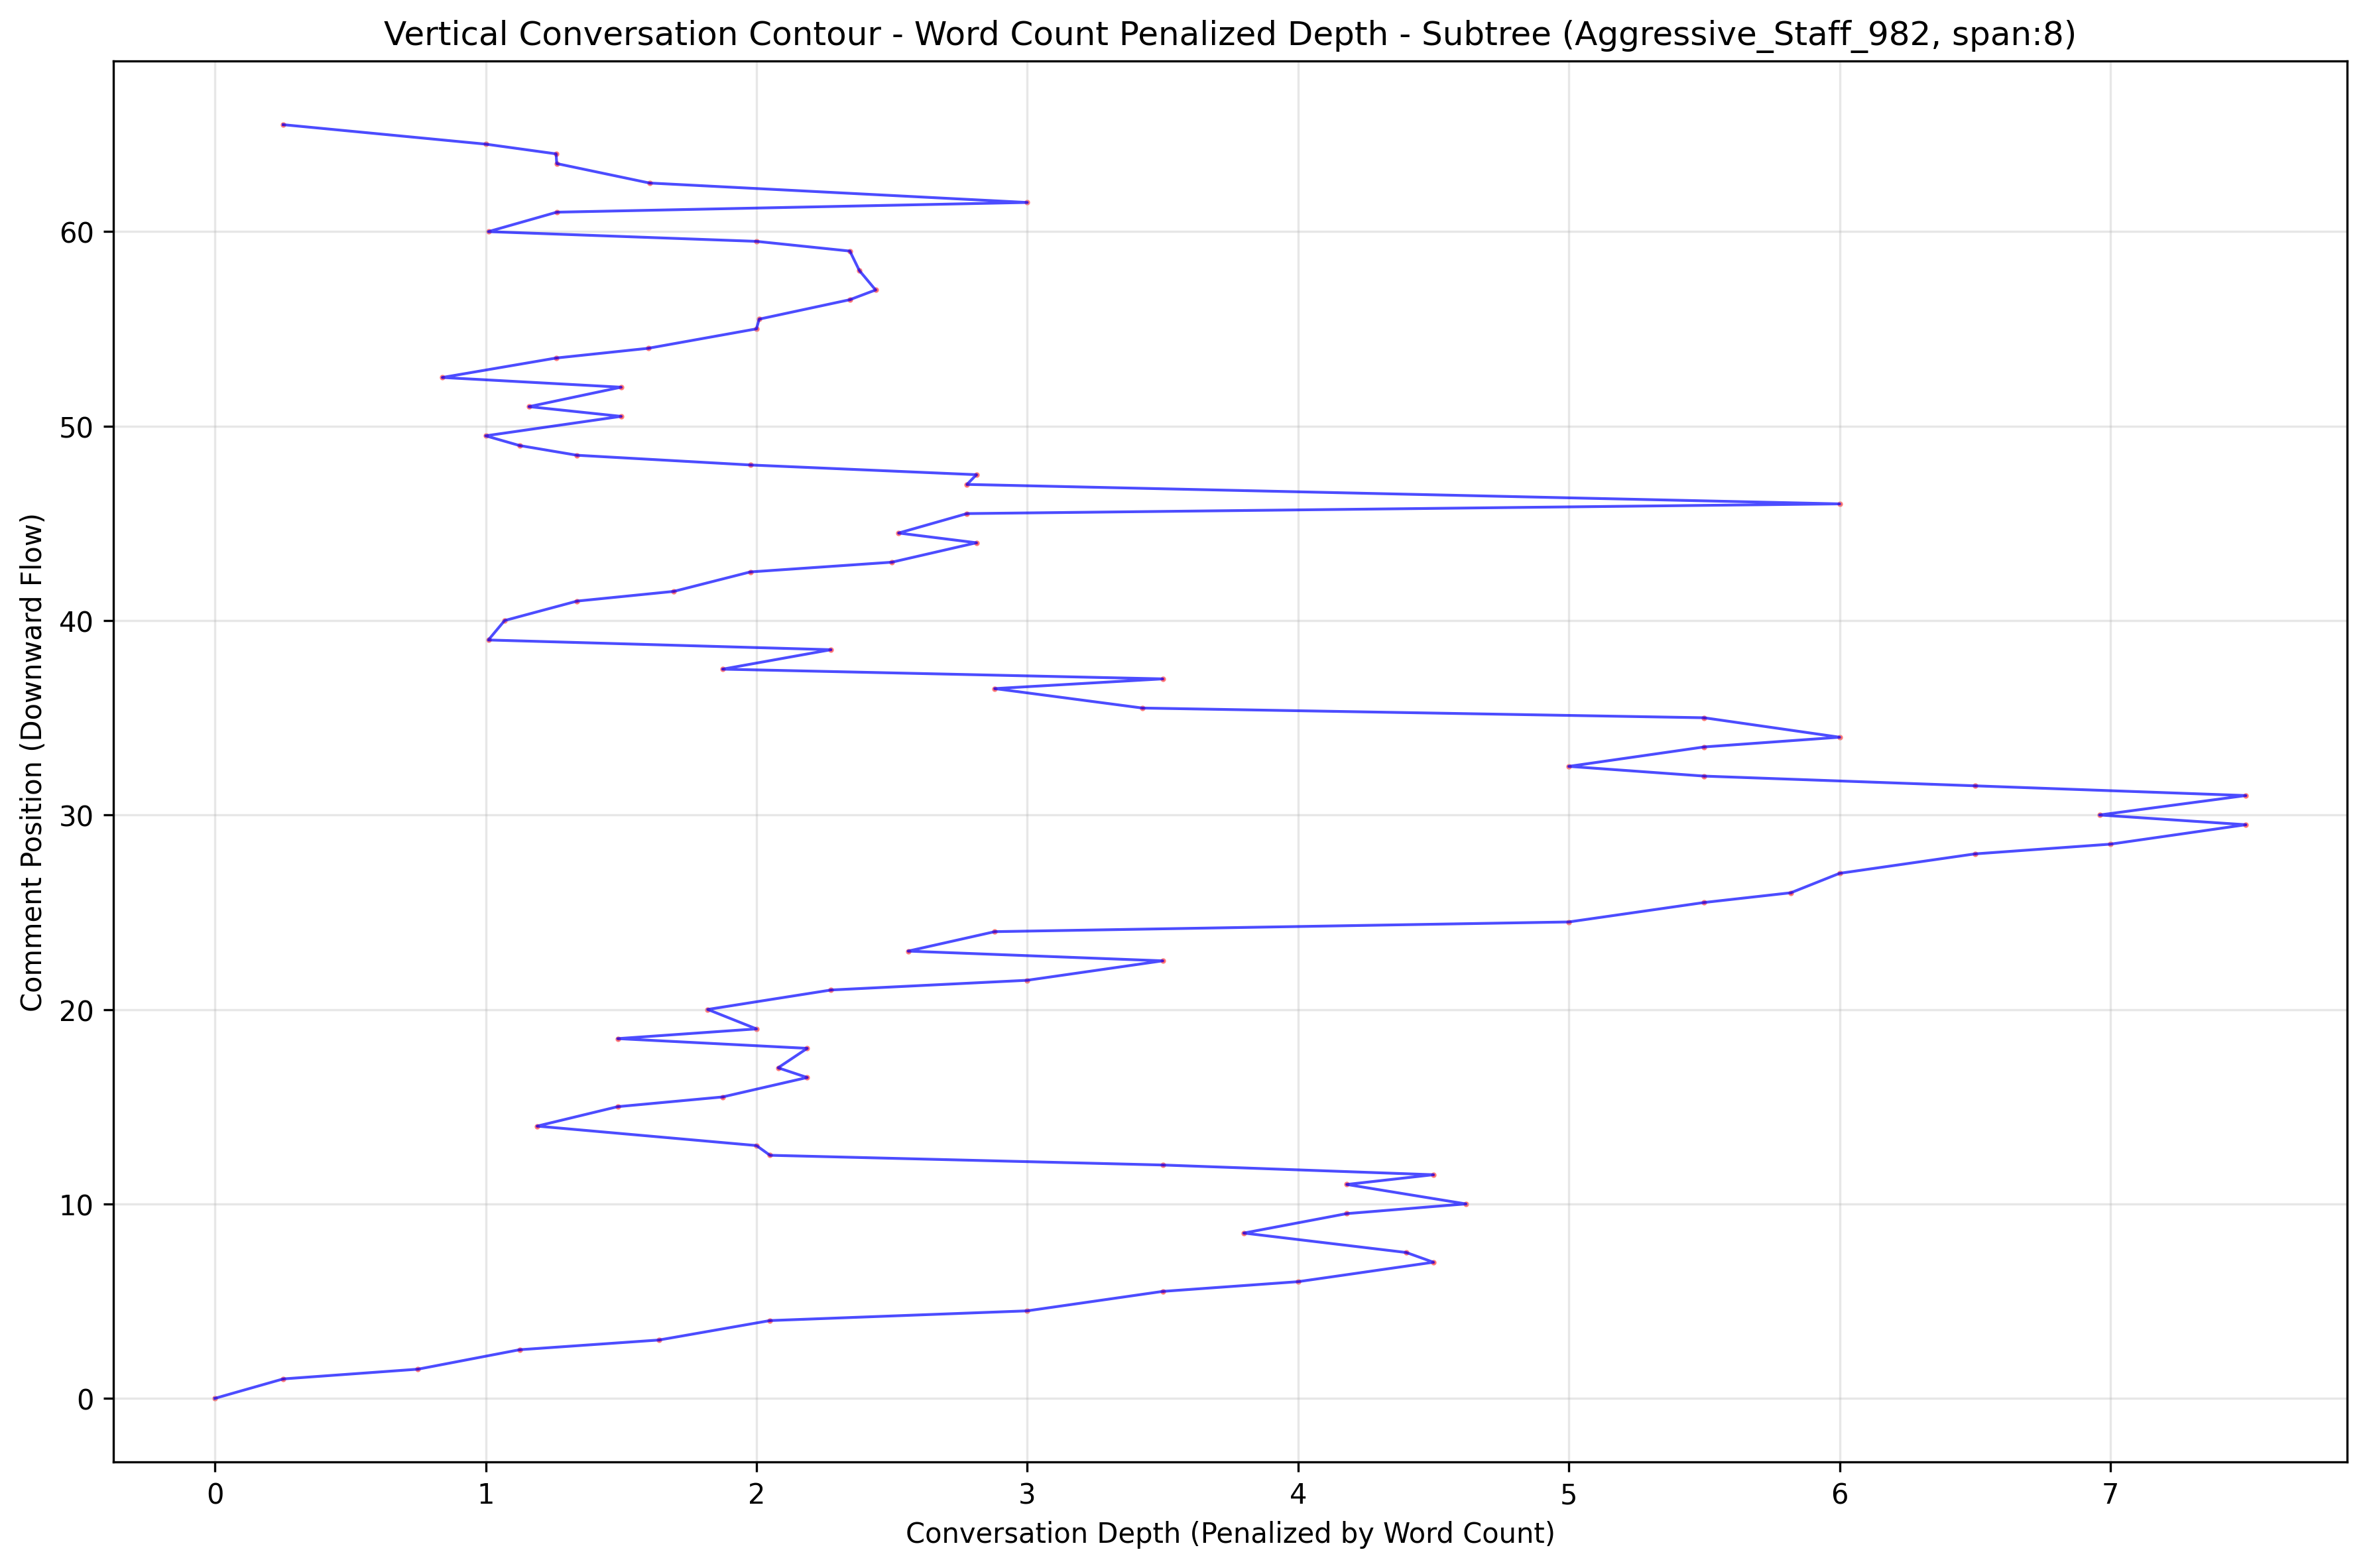 Vertical Conversation Contour - Word Count Penalized Depth - Subtree (Aggressive_Staff_982, span:8)
Comment Position (Downward Flow)
60
50
40
30
20
10
0
0 1 2 3 4 5 6 7
Conversation Depth (Penalized by Word Count)